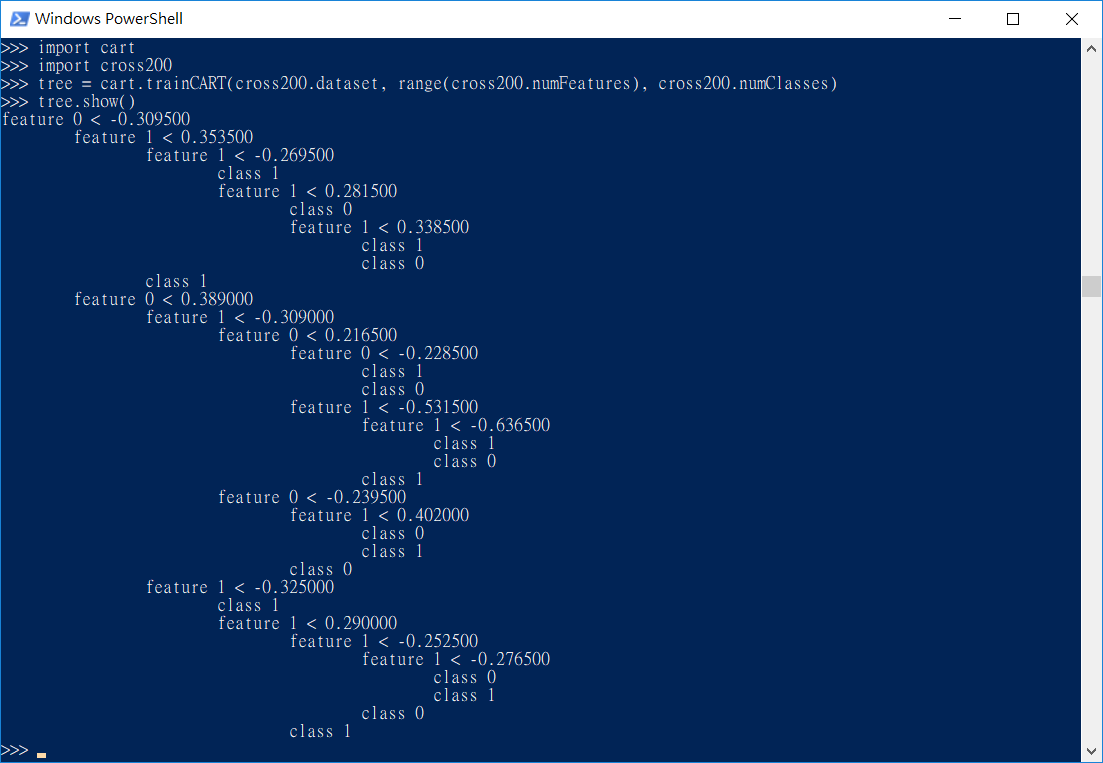 Windows PowerShell
>>> import cart
>>> import cross200
>>> tree = cart.trainCART(cross200.dataset, range(cross200.numFeatures), cross200.numClasses)
>>> tree.show()
feature 0 < -0.309500
        feature 1 < 0.353500
                feature 1 < -0.269500
                        class 1
                        feature 1 < 0.281500
                                class 0
                                feature 1 < 0.338500
                                        class 1
                                        class 0
                class 1
        feature 0 < 0.389000
                feature 1 < -0.309000
                        feature 0 < 0.216500
                                feature 0 < -0.228500
                                        class 1
                                        class 0
                                feature 1 < -0.531500
                                        feature 1 < -0.636500
                                                class 1
                                                class 0
                                        class 1
                        feature 0 < -0.239500
                                feature 1 < 0.402000
                                        class 0
                                        class 1
                                class 0
                feature 1 < -0.325000
                        class 1
                        feature 1 < 0.290000
                                feature 1 < -0.252500
                                        feature 1 < -0.276500
                                                class 0
                                                class 1
                                        class 0
                                class 1
>>>